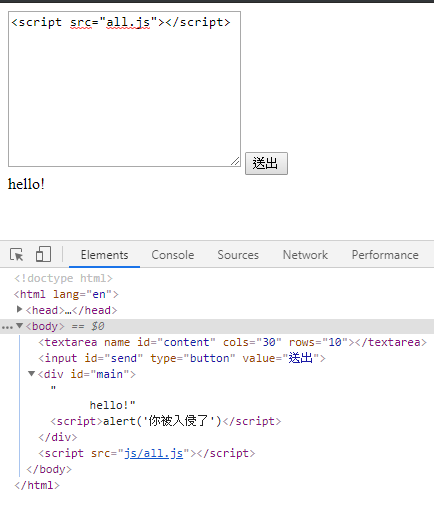 <script src="all.js"></script>
送出
hello!
Elements Console Sources Network Performance
<!doctype html>
<html lang="en">
<head>…</head>
<body> == $0
<textarea name id="content" cols="30" rows="10"></textarea>
<input id="send" type="button" value="送出">
<div id="main">
"
hello!"
<script>alert('你被入侵了')</script>
</div>
<script src="js/all.js"></script>
</body>
</html>